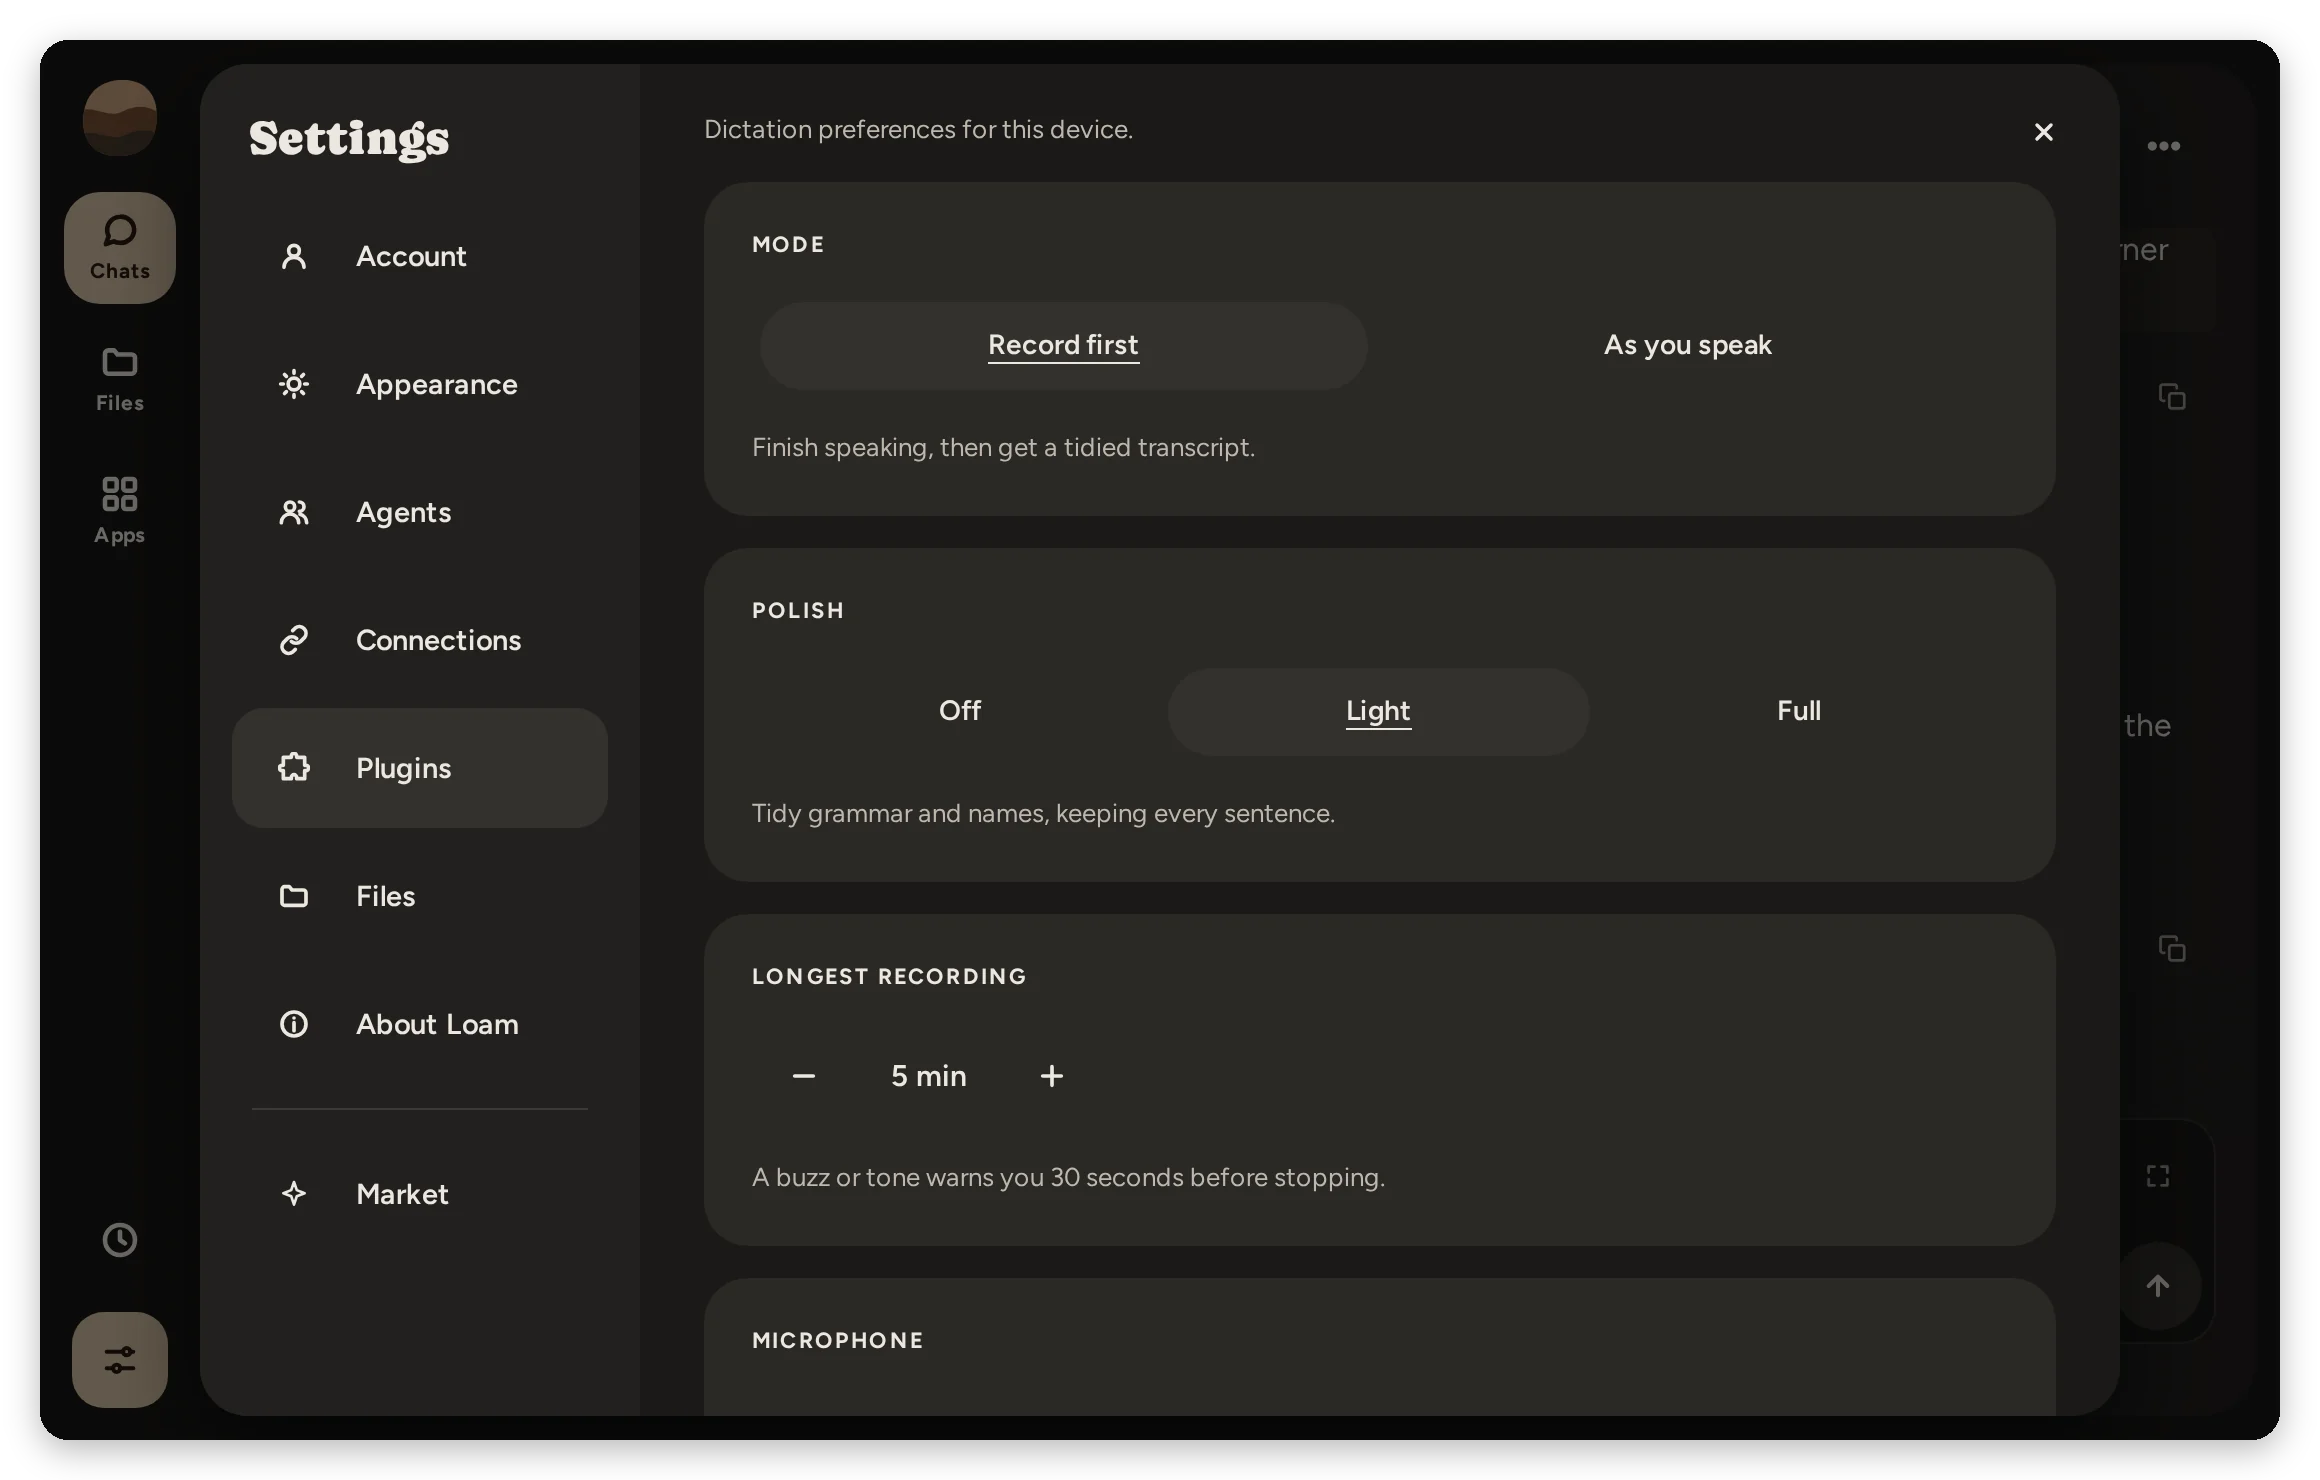 Settings
Chats
Files
Apps
Account
Appearance
Agents
Connections
Plugins
Files
About Loam
Market
Dictation preferences for this device.
MODE
Record first
As you speak
Finish speaking, then get a tidied transcript.
POLISH
Off
Light
Full
Tidy grammar and names, keeping every sentence.
LONGEST RECORDING
5 min
A buzz or tone warns you 30 seconds before stopping.
MICROPHONE
the